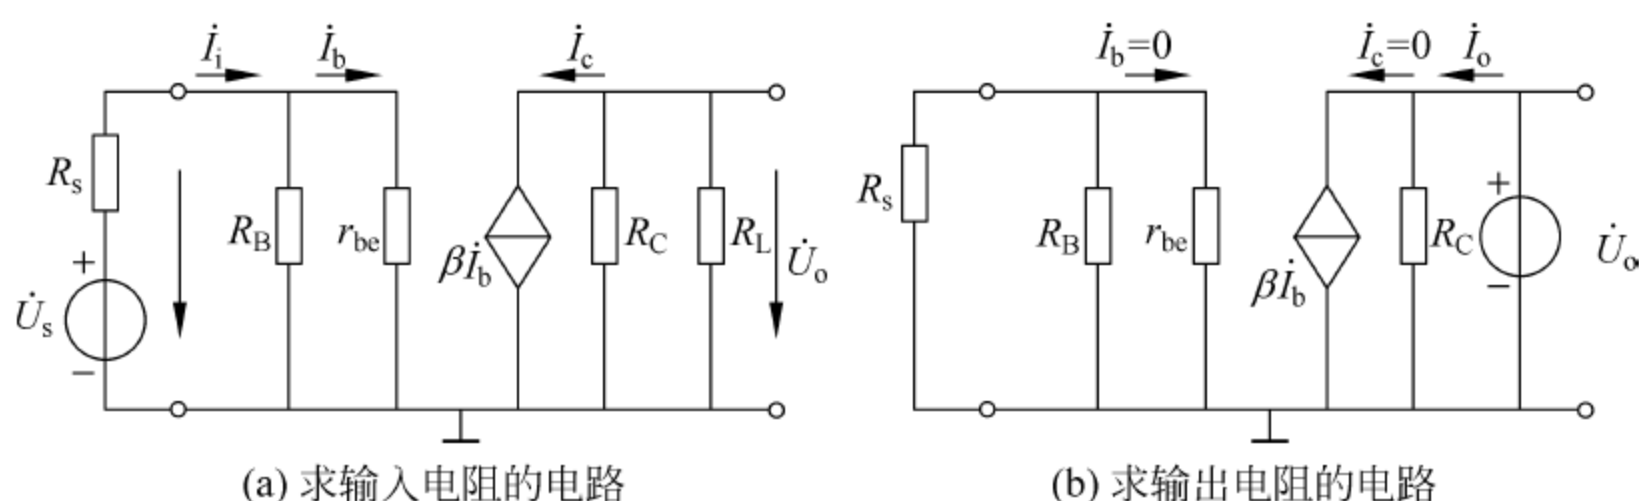 İi İb İc İb=0 İc=0 İo
Rs RB rbe βİb RC RL U̇o Rs RB rbe βİb RC + − U̇o
+ − U̇s
(a) 求输入电阻的电路 (b) 求输出电阻的电路